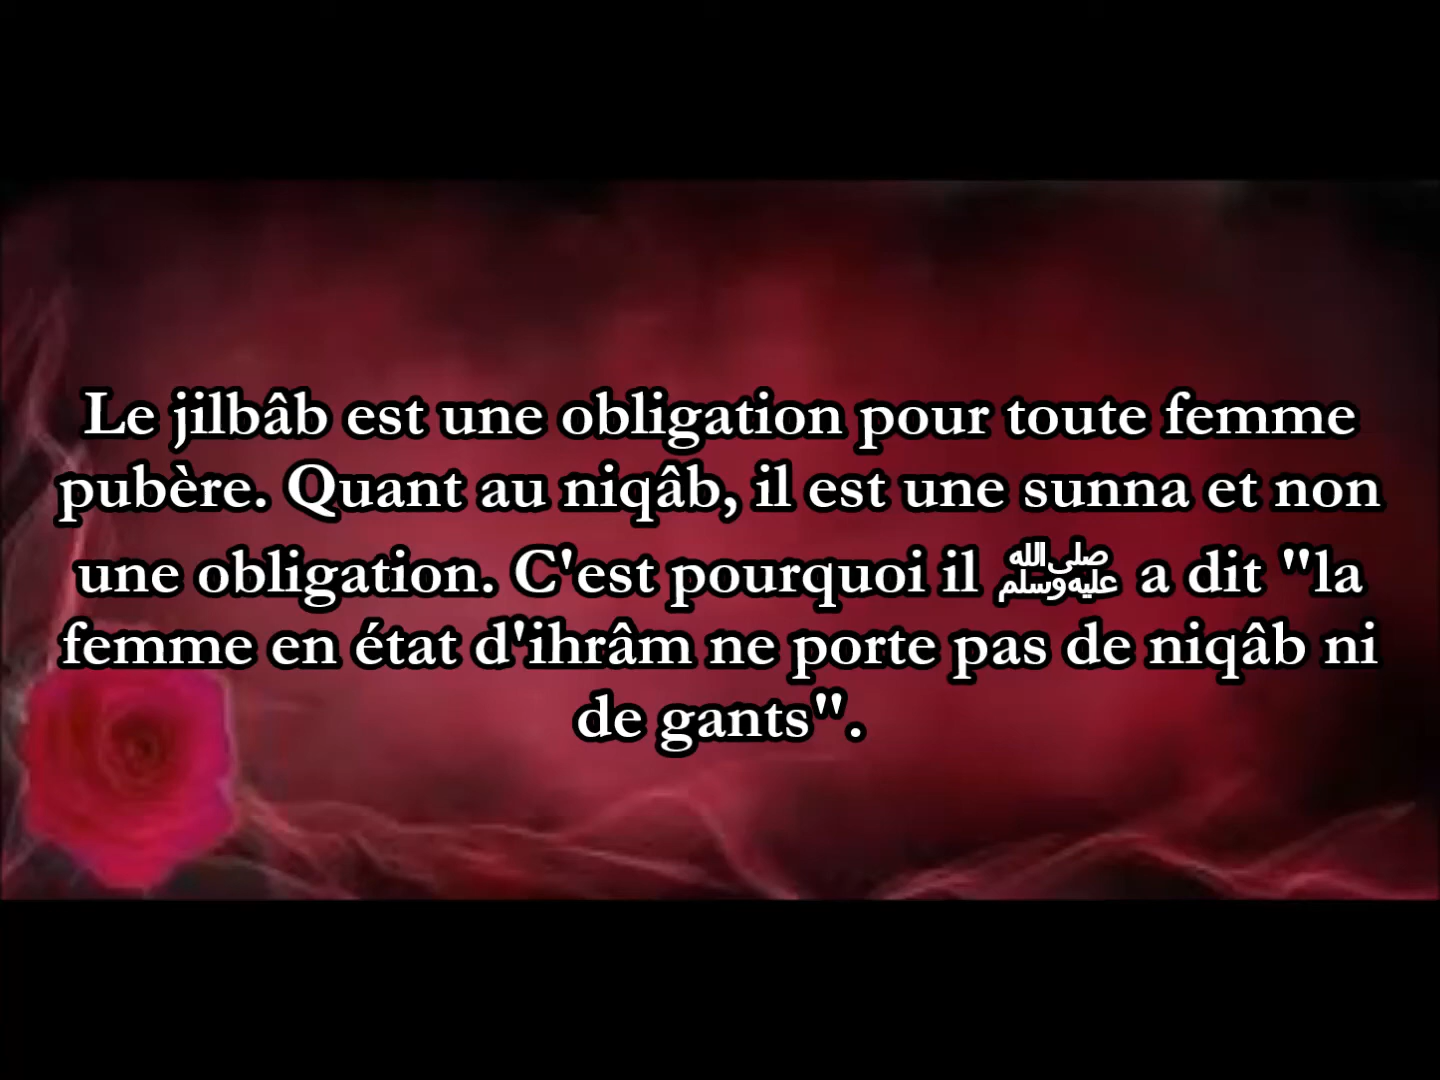 Le jilbâb est une obligation pour toute femme
pubère. Quant au niqâb, il est une sunna et non
une obligation. C'est pourquoi il ﷺ a dit "la
femme en état d'ihrâm ne porte pas de niqâb ni
de gants".